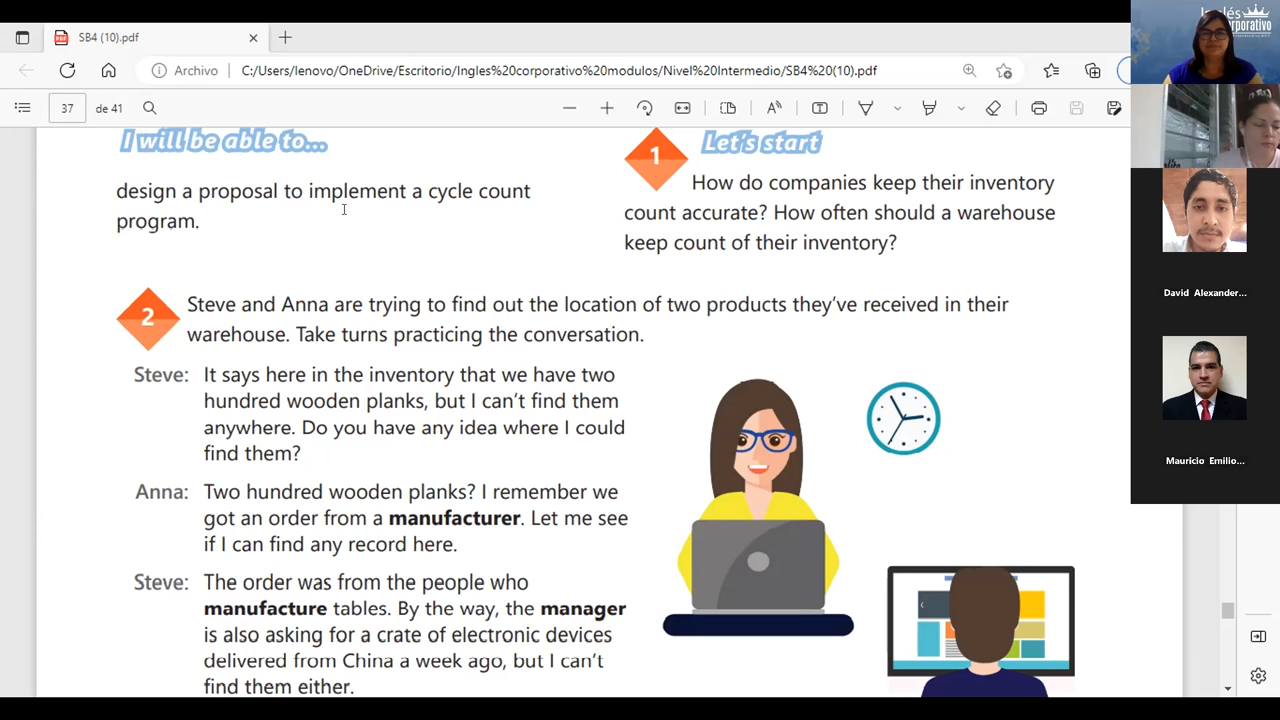 SB4 (10).pdf
Archivo
C:/Users/lenovo/OneDrive/Escritorio/Ingles%20corporativo%20modulos/Nivel%20Intermedio/SB4%20(10).pdf
37 de 41
I will be able to...
design a proposal to implement a cycle count
program.
1 Let's start
How do companies keep their inventory
count accurate? How often should a warehouse
keep count of their inventory?
2 Steve and Anna are trying to find out the location of two products they've received in their
warehouse. Take turns practicing the conversation.
Steve: It says here in the inventory that we have two
hundred wooden planks, but I can't find them
anywhere. Do you have any idea where I could
find them?
Anna: Two hundred wooden planks? I remember we
got an order from a manufacturer. Let me see
if I can find any record here.
Steve: The order was from the people who
manufacture tables. By the way, the manager
is also asking for a crate of electronic devices
delivered from China a week ago, but I can't
find them either.
David Alexander...
Mauricio Emilio...